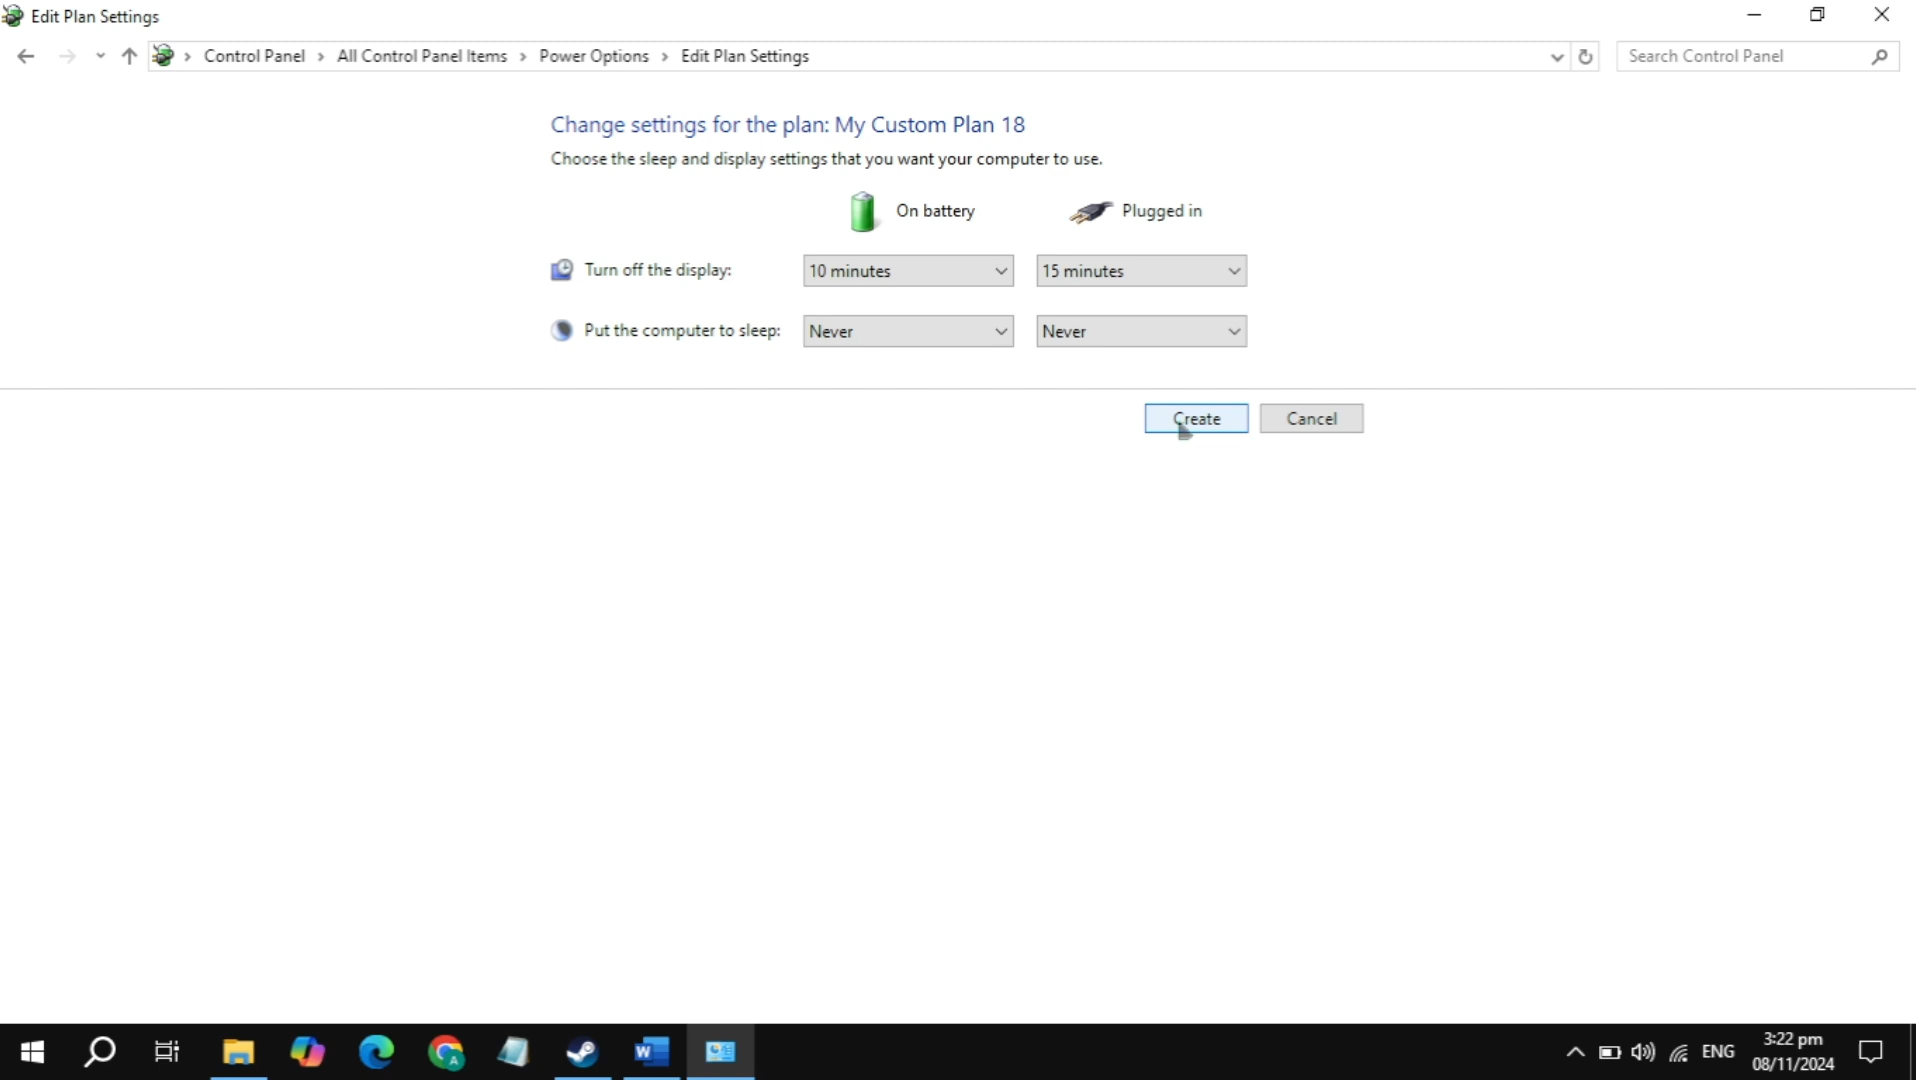 Edit Plan Settings
Control Panel > All Control Panel Items > Power Options > Edit Plan Settings
Search Control Panel
Change settings for the plan: My Custom Plan 18
Choose the sleep and display settings that you want your computer to use.
On battery Plugged in
Turn off the display: 10 minutes 15 minutes
Put the computer to sleep: Never Never
Create Cancel
ENG
3:22 pm
08/11/2024